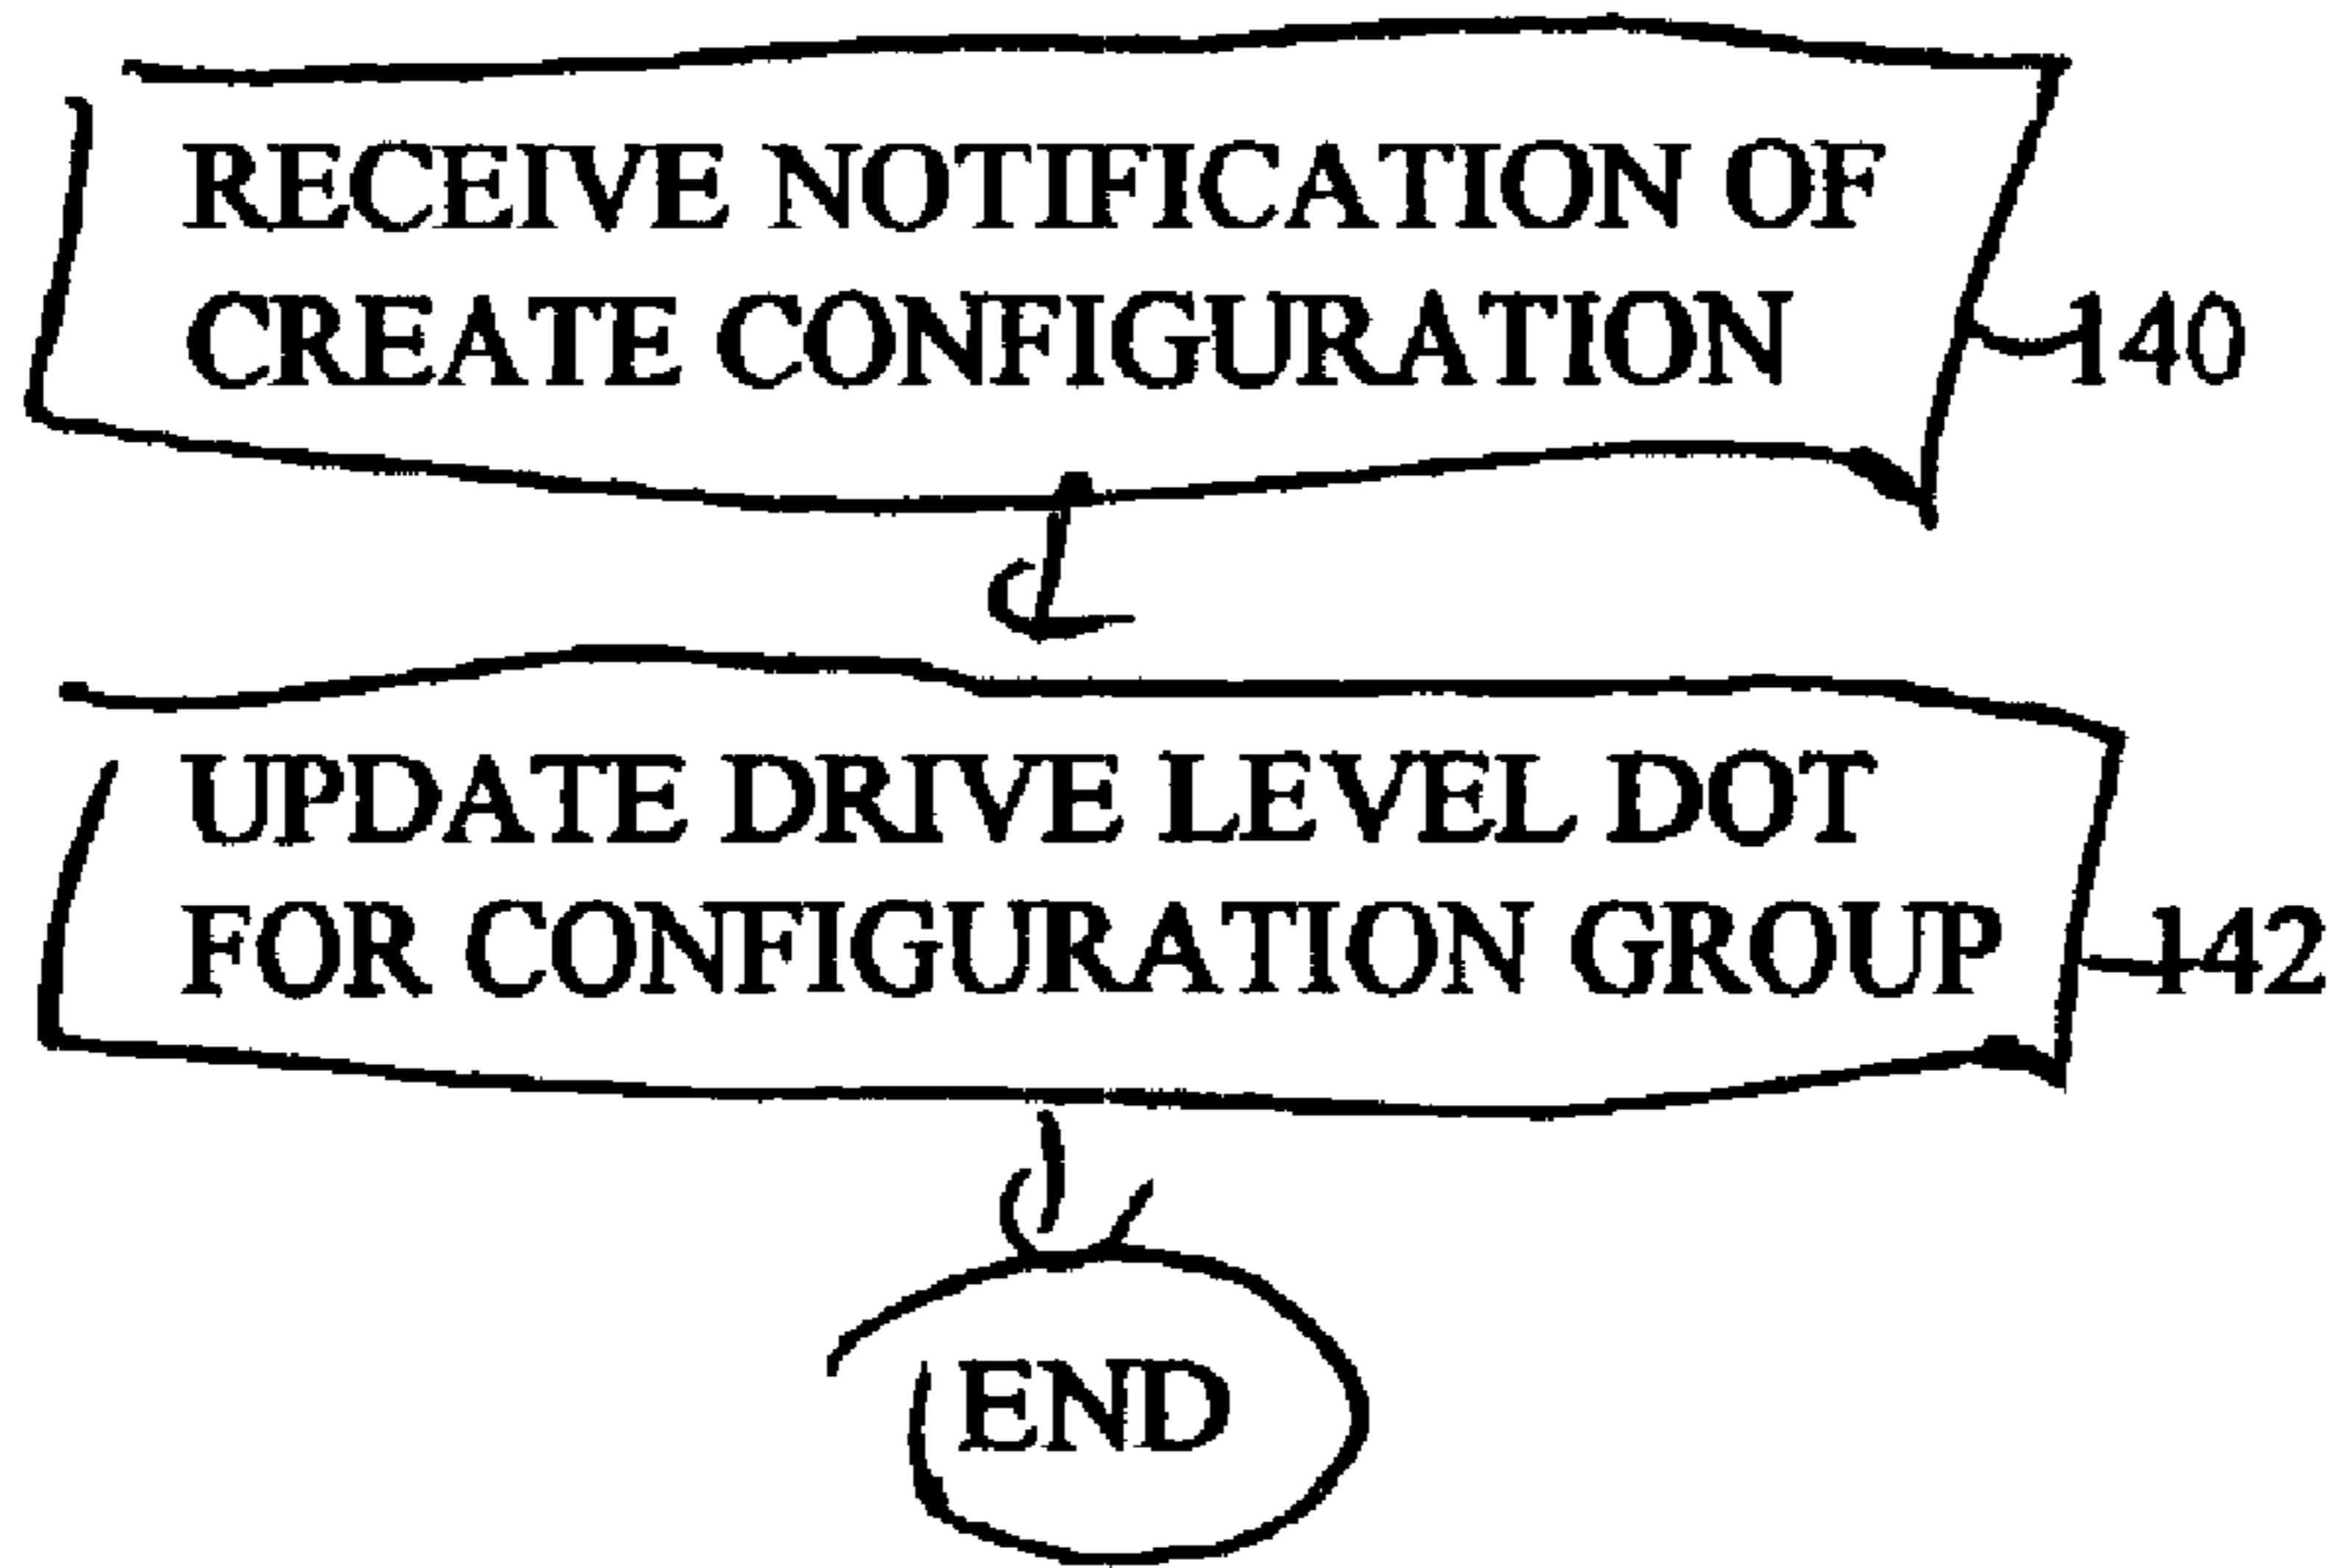 RECEIVE NOTIFICATION OF
CREATE CONFIGURATION
140
UPDATE DRIVE LEVEL DOT
FOR CONFIGURATION GROUP
142
END